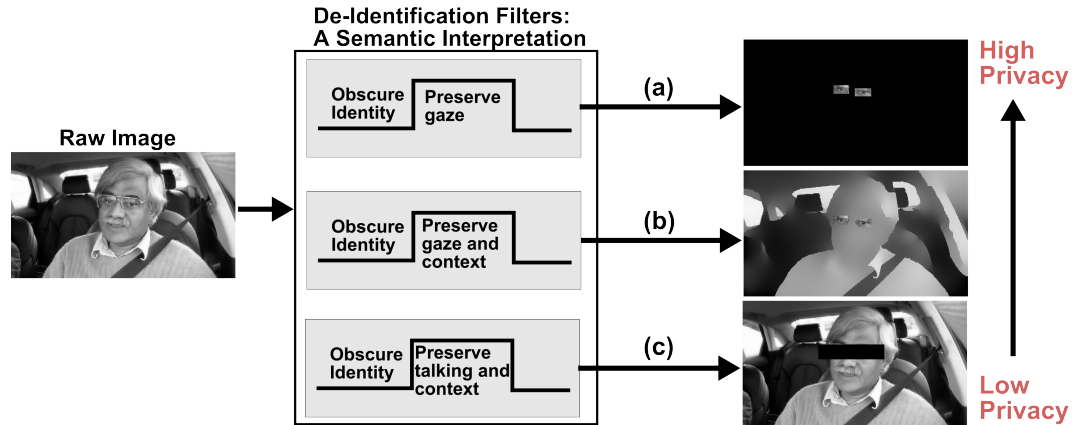 De-Identification Filters:
A Semantic Interpretation
Raw Image
Obscure
Identity
Preserve
gaze
(a)
Obscure
Identity
Preserve
gaze and
context
(b)
Obscure
Identity
Preserve
talking and
context
(c)
High
Privacy
Low
Privacy